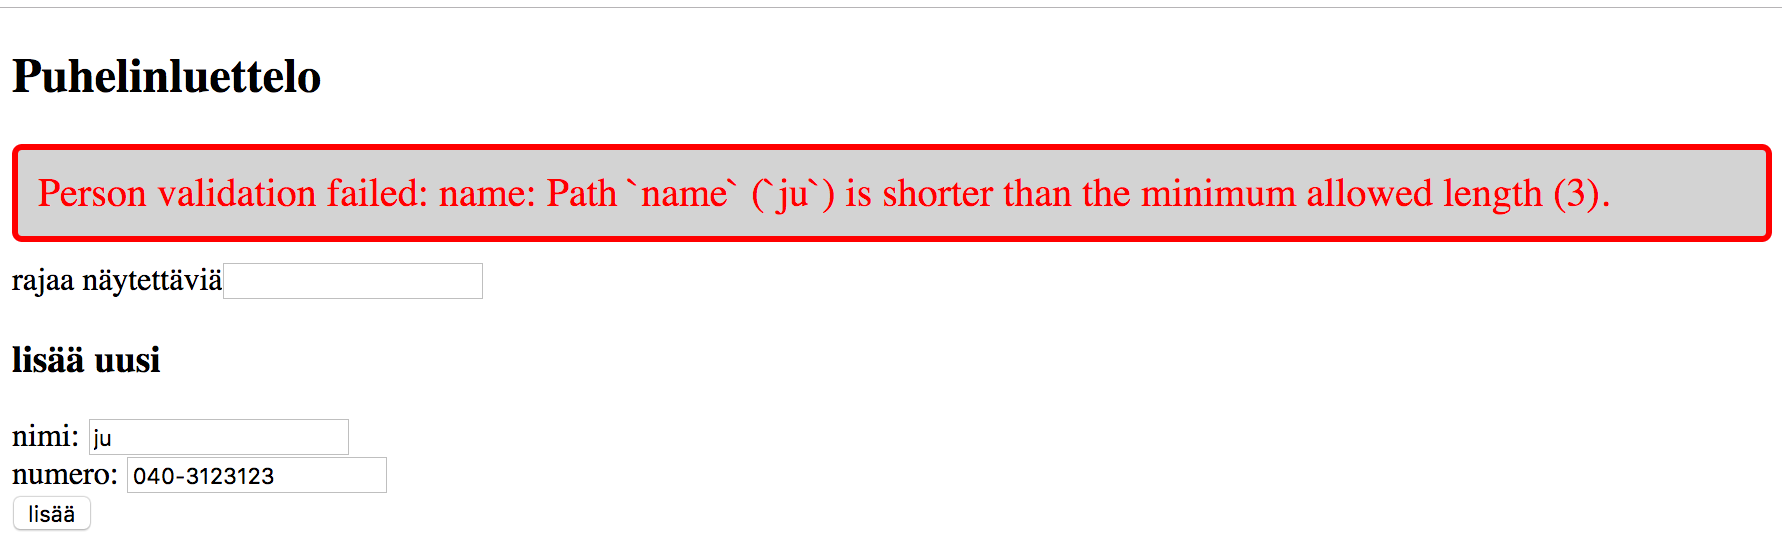 Puhelinluettelo
Person validation failed: name: Path `name` (`ju`) is shorter than the minimum allowed length (3).
rajaa näytettäviä
lisää uusi
nimi: ju
numero: 040-3123123
lisää